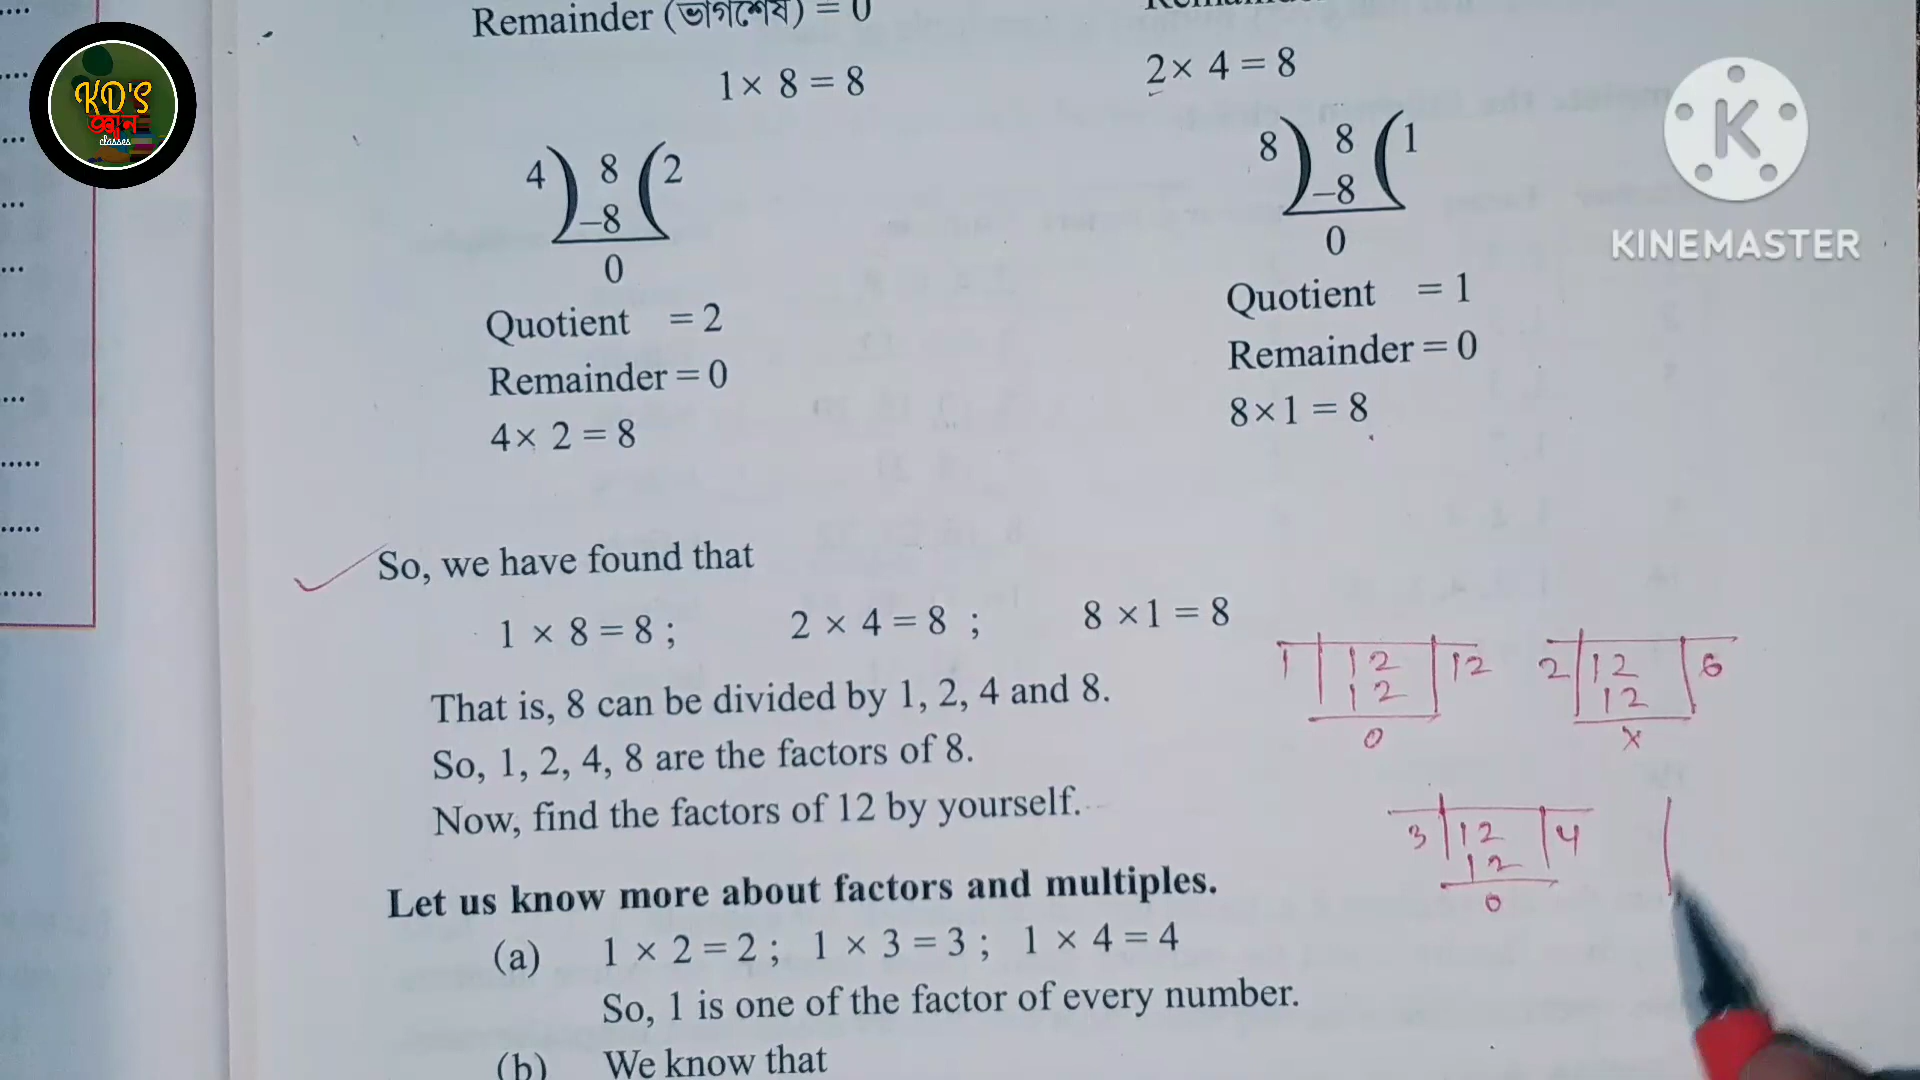 Remainder (ভাগশেষ) = 0
1 × 8 = 8
2 × 4 = 8
4 ) 8 ( 2
–8
0
Quotient = 2
Remainder = 0
4 × 2 = 8
8 ) 8 ( 1
–8
0
Quotient = 1
Remainder = 0
8 × 1 = 8
So, we have found that
1 × 8 = 8 ; 2 × 4 = 8 ; 8 × 1 = 8
That is, 8 can be divided by 1, 2, 4 and 8.
So, 1, 2, 4, 8 are the factors of 8.
Now, find the factors of 12 by yourself.
1 | 12 | 12
12
0
2 | 12 | 6
12
×
3 | 12 | 4
12
0
Let us know more about factors and multiples.
(a) 1 × 2 = 2 ; 1 × 3 = 3 ; 1 × 4 = 4
So, 1 is one of the factor of every number.
(b) We know that
KD'S
জ্ঞান
classes
K
KINEMASTER